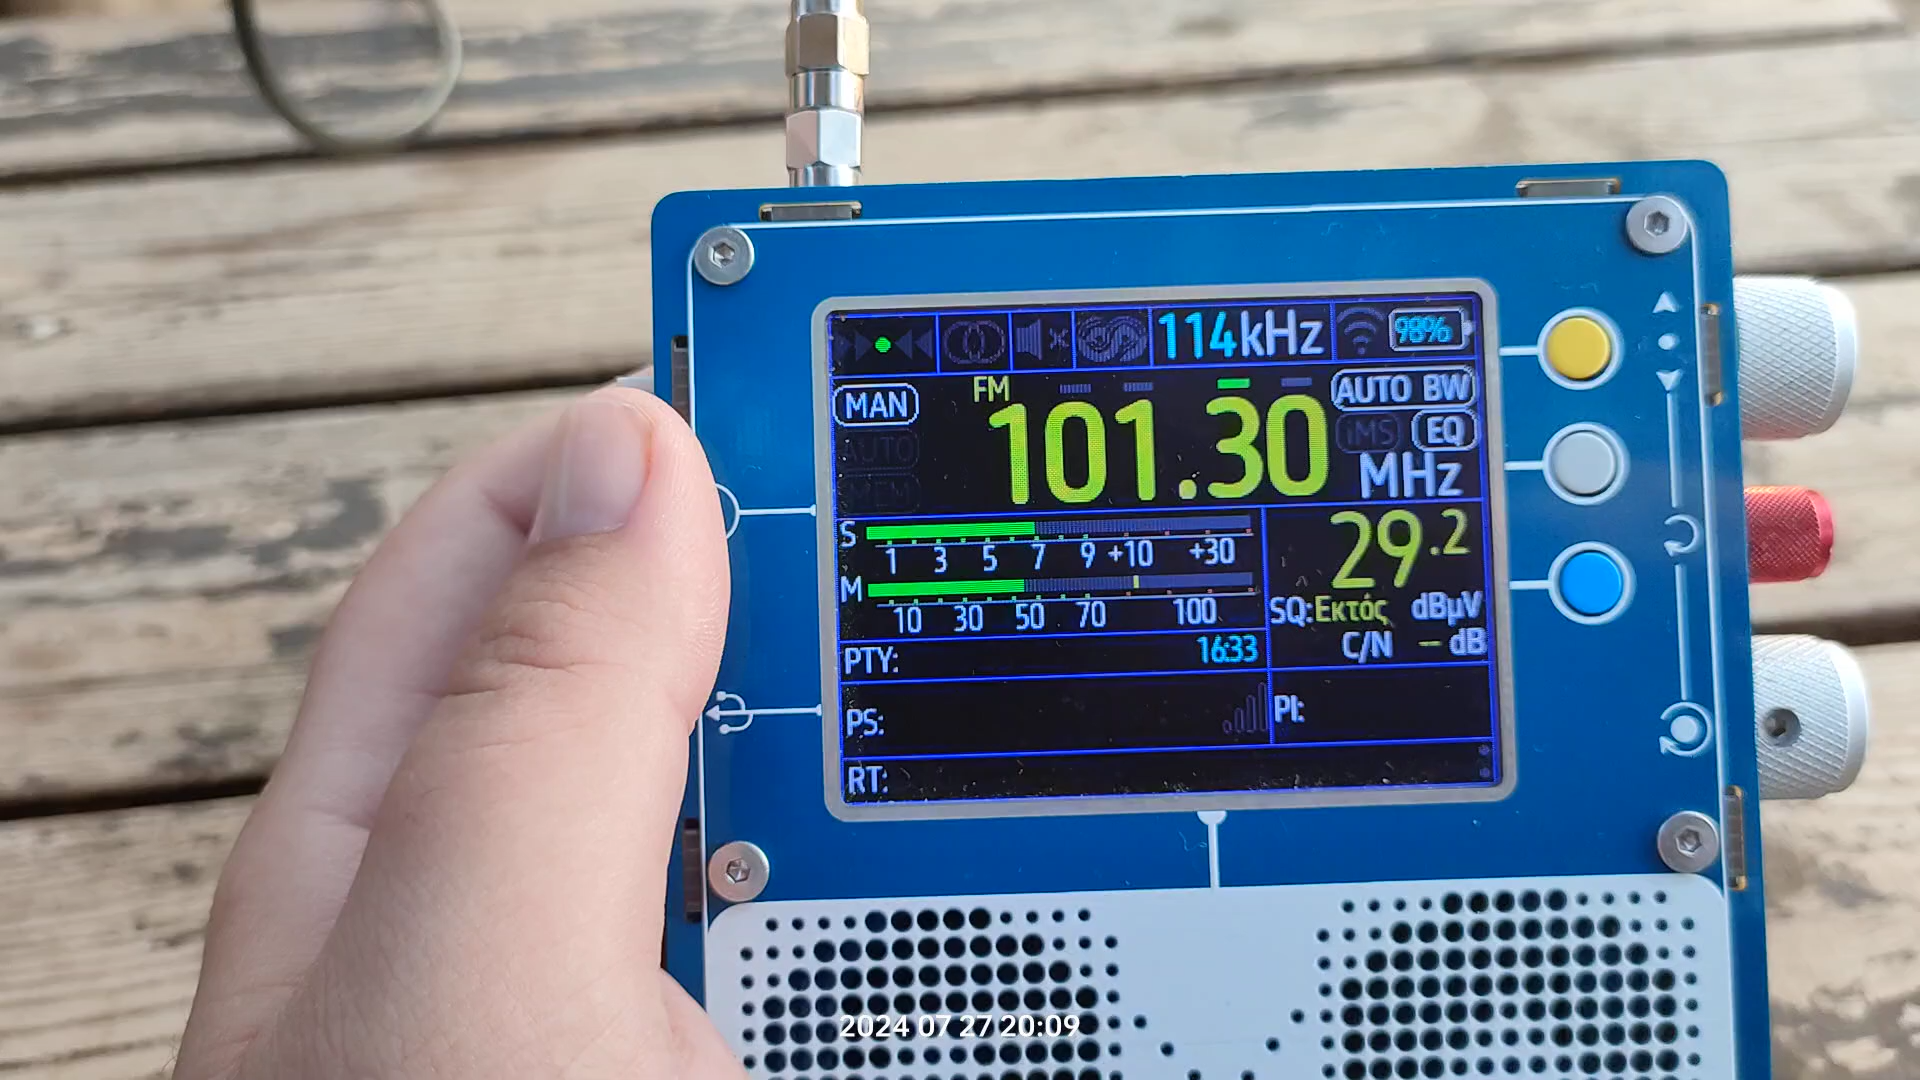 114kHz 98%
MAN FM AUTO BW
AUTO 101.30 iMS EQ
MEM MHz
S 1 3 5 7 9 +10 +30
29.2
M 10 30 50 70 100
SQ:Εκτός dBµV
C/N -- dB
PTY: 16:33
PS: PI:
RT:
2024 07 27 20:09